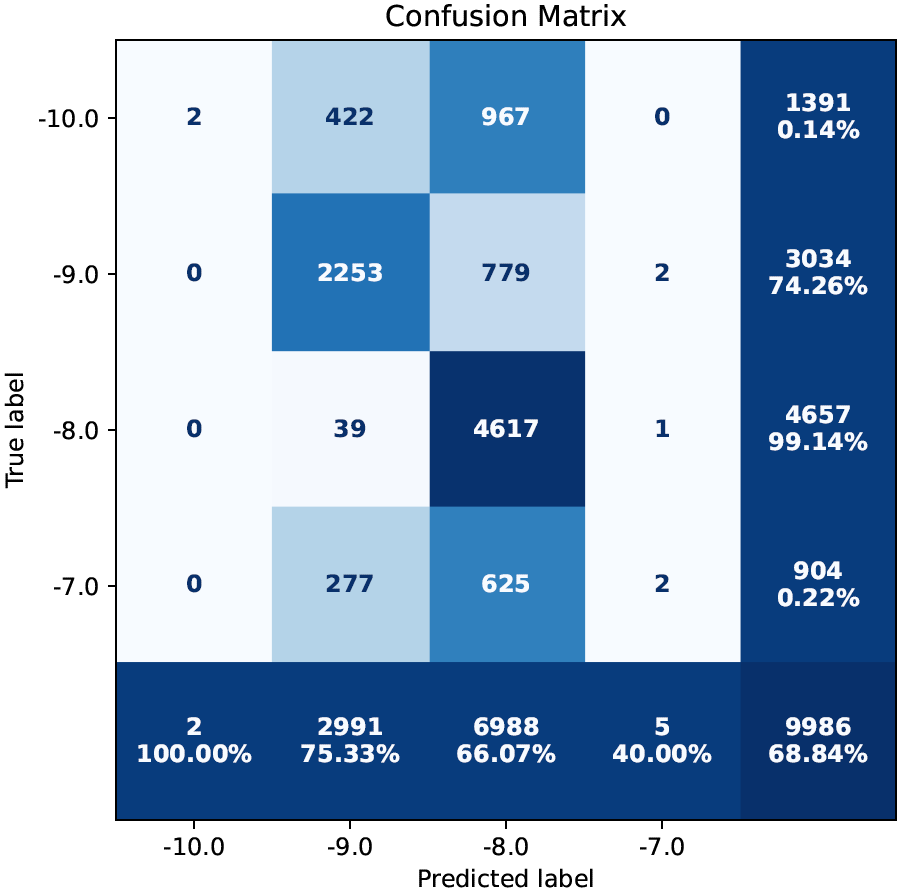 Confusion Matrix
True label
-10.0 2 422 967 0 1391
0.14%
-9.0 0 2253 779 2 3034
74.26%
-8.0 0 39 4617 1 4657
99.14%
-7.0 0 277 625 2 904
0.22%
2 2991 6988 5 9986
100.00% 75.33% 66.07% 40.00% 68.84%
-10.0 -9.0 -8.0 -7.0
Predicted label